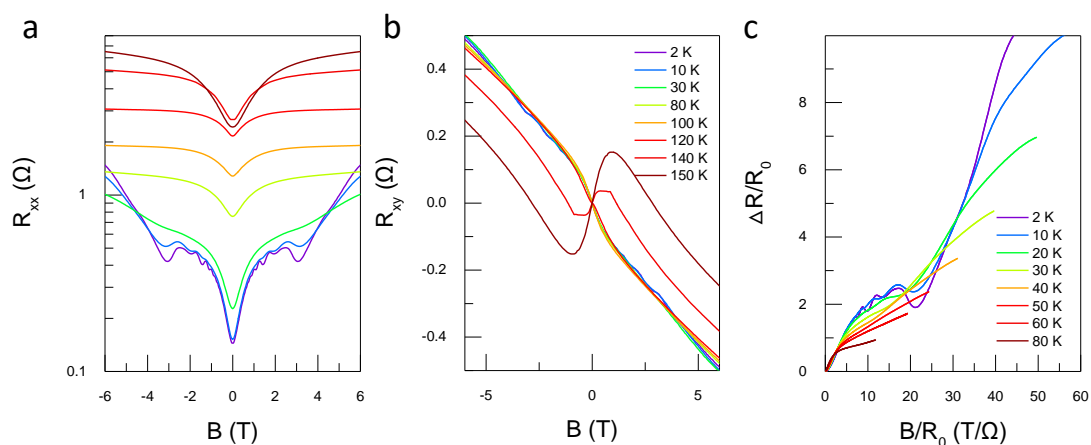 a
b
c
R_xx (Ω)
1
0.1
-6 -4 -2 0 2 4 6
B (T)
R_xy (Ω)
0.4
0.2
0.0
-0.2
-0.4
-5 0 5
B (T)
2 K
10 K
30 K
80 K
100 K
120 K
140 K
150 K
ΔR/R_0
8
6
4
2
0
0 10 20 30 40 50 60
B/R_0 (T/Ω)
2 K
10 K
20 K
30 K
40 K
50 K
60 K
80 K